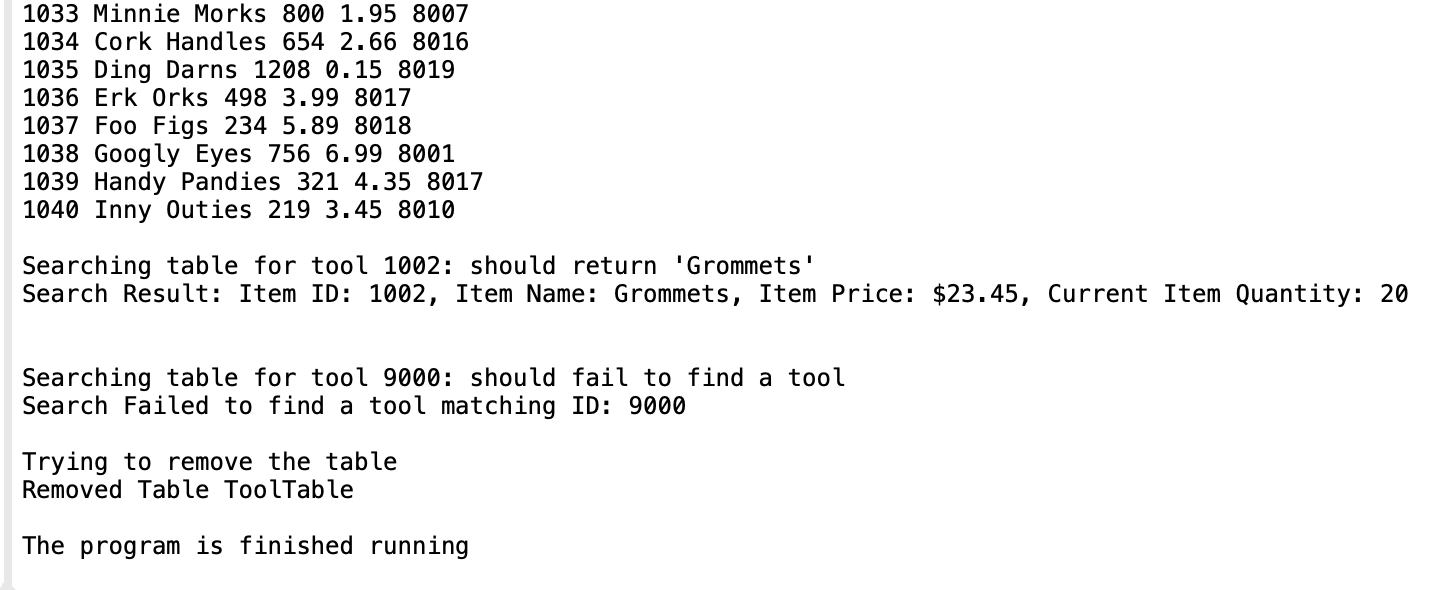 1033 Minnie Morks 800 1.95 8007
1034 Cork Handles 654 2.66 8016
1035 Ding Darns 1208 0.15 8019
1036 Erk Orks 498 3.99 8017
1037 Foo Figs 234 5.89 8018
1038 Googly Eyes 756 6.99 8001
1039 Handy Pandies 321 4.35 8017
1040 Inny Outies 219 3.45 8010
Searching table for tool 1002: should return 'Grommets'
Search Result: Item ID: 1002, Item Name: Grommets, Item Price: $23.45, Current Item Quantity: 20
Searching table for tool 9000: should fail to find a tool
Search Failed to find a tool matching ID: 9000
Trying to remove the table
Removed Table ToolTable
The program is finished running